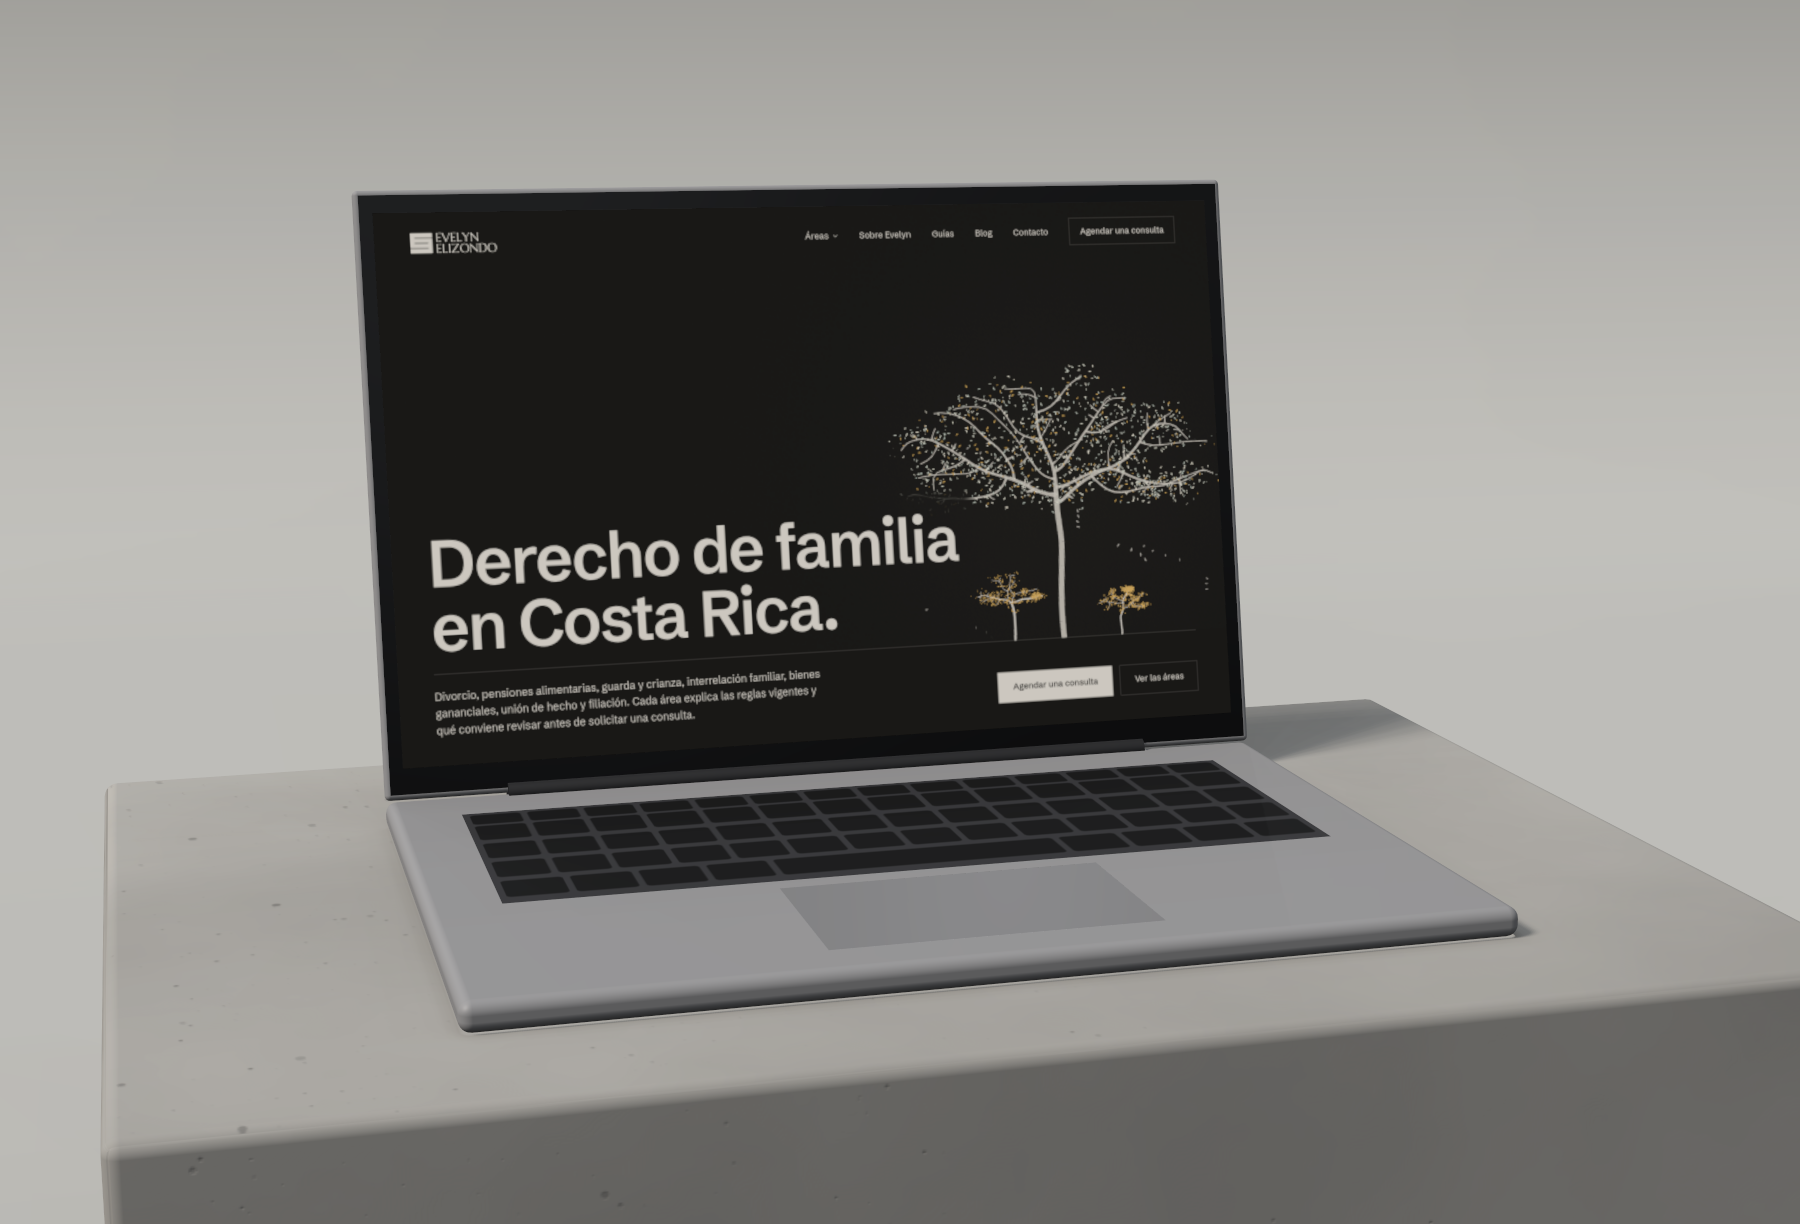 EVELYN
ELIZONDO
Áreas
Sobre Evelyn
Guías
Blog
Contacto
Agendar una consulta
Derecho de familia
en Costa Rica.
Divorcio, pensiones alimentarias, guarda y crianza, interrelación familiar, bienes
gananciales, unión de hecho y filiación. Cada área explica las reglas vigentes y
qué conviene revisar antes de solicitar una consulta.
Agendar una consulta
Ver las áreas